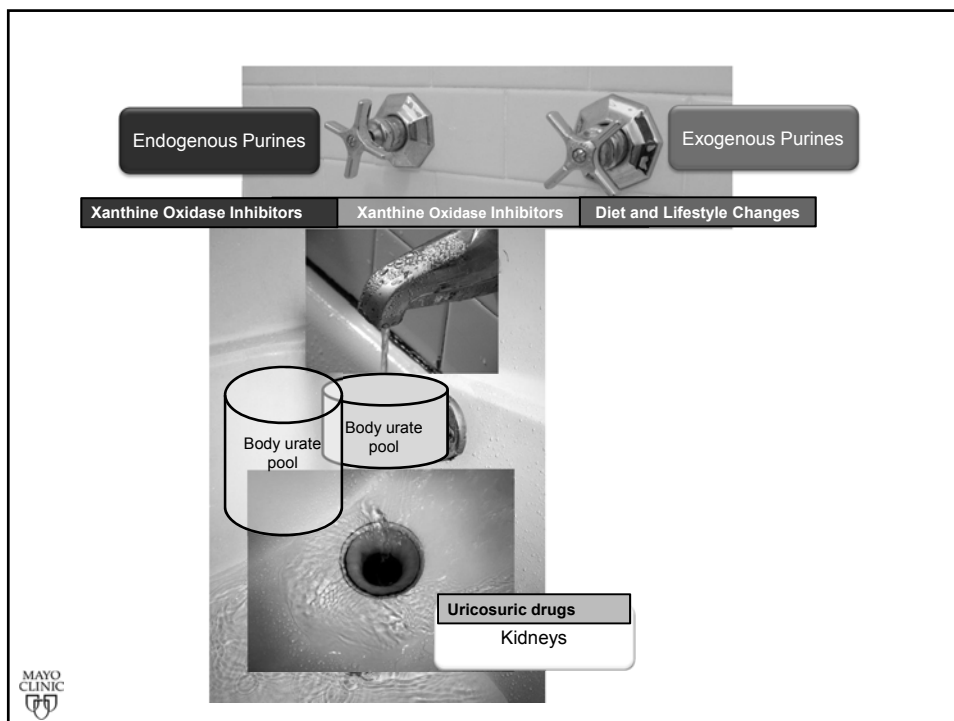 Endogenous Purines
Exogenous Purines
Xanthine Oxidase Inhibitors
Xanthine Oxidase Inhibitors
Diet and Lifestyle Changes
Body urate
pool
Body urate
pool
Uricosuric drugs
Kidneys
MAYO
CLINIC